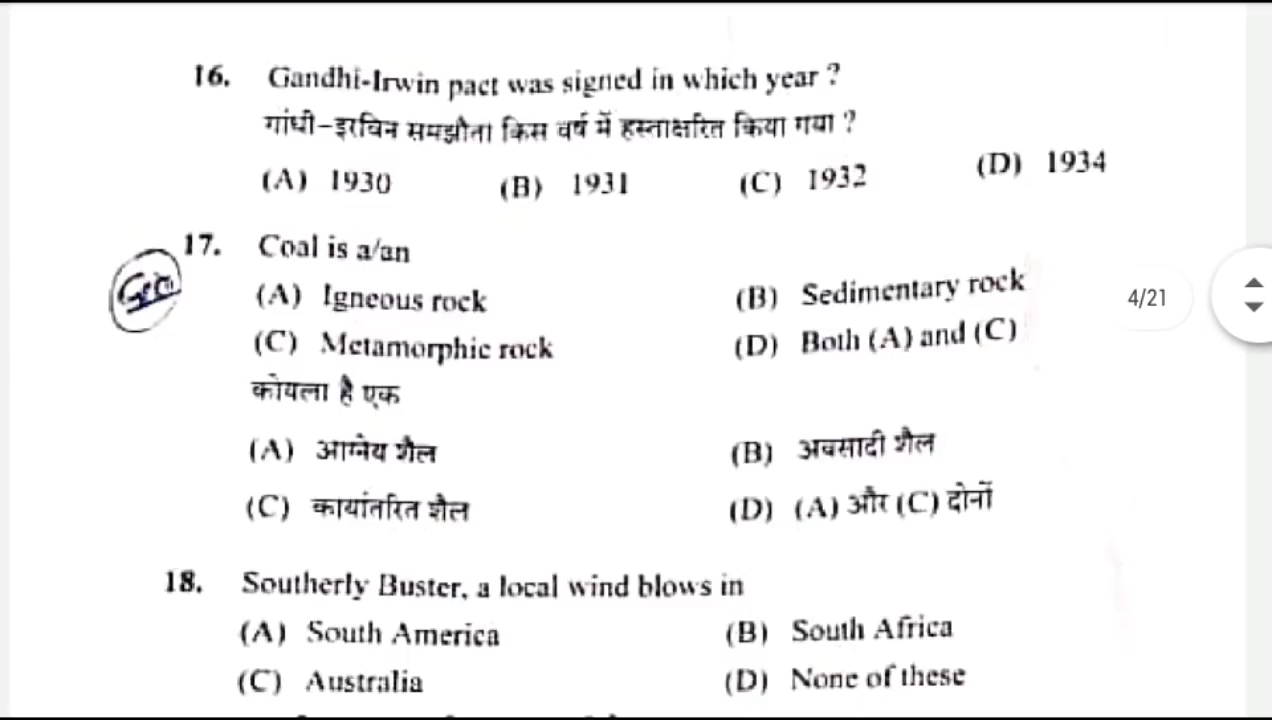 16. Gandhi-Irwin pact was signed in which year ?
गांधी-इरविन समझौता किस वर्ष में हस्ताक्षरित किया गया ?
(A) 1930 (B) 1931 (C) 1932 (D) 1934
17. Coal is a/an
Geo
(A) Igneous rock (B) Sedimentary rock
4/21
(C) Metamorphic rock (D) Both (A) and (C)
कोयला है एक
(A) आग्नेय शैल (B) अवसादी शैल
(C) कायांतरित शैल (D) (A) और (C) दोनों
18. Southerly Buster, a local wind blows in
(A) South America (B) South Africa
(C) Australia (D) None of these